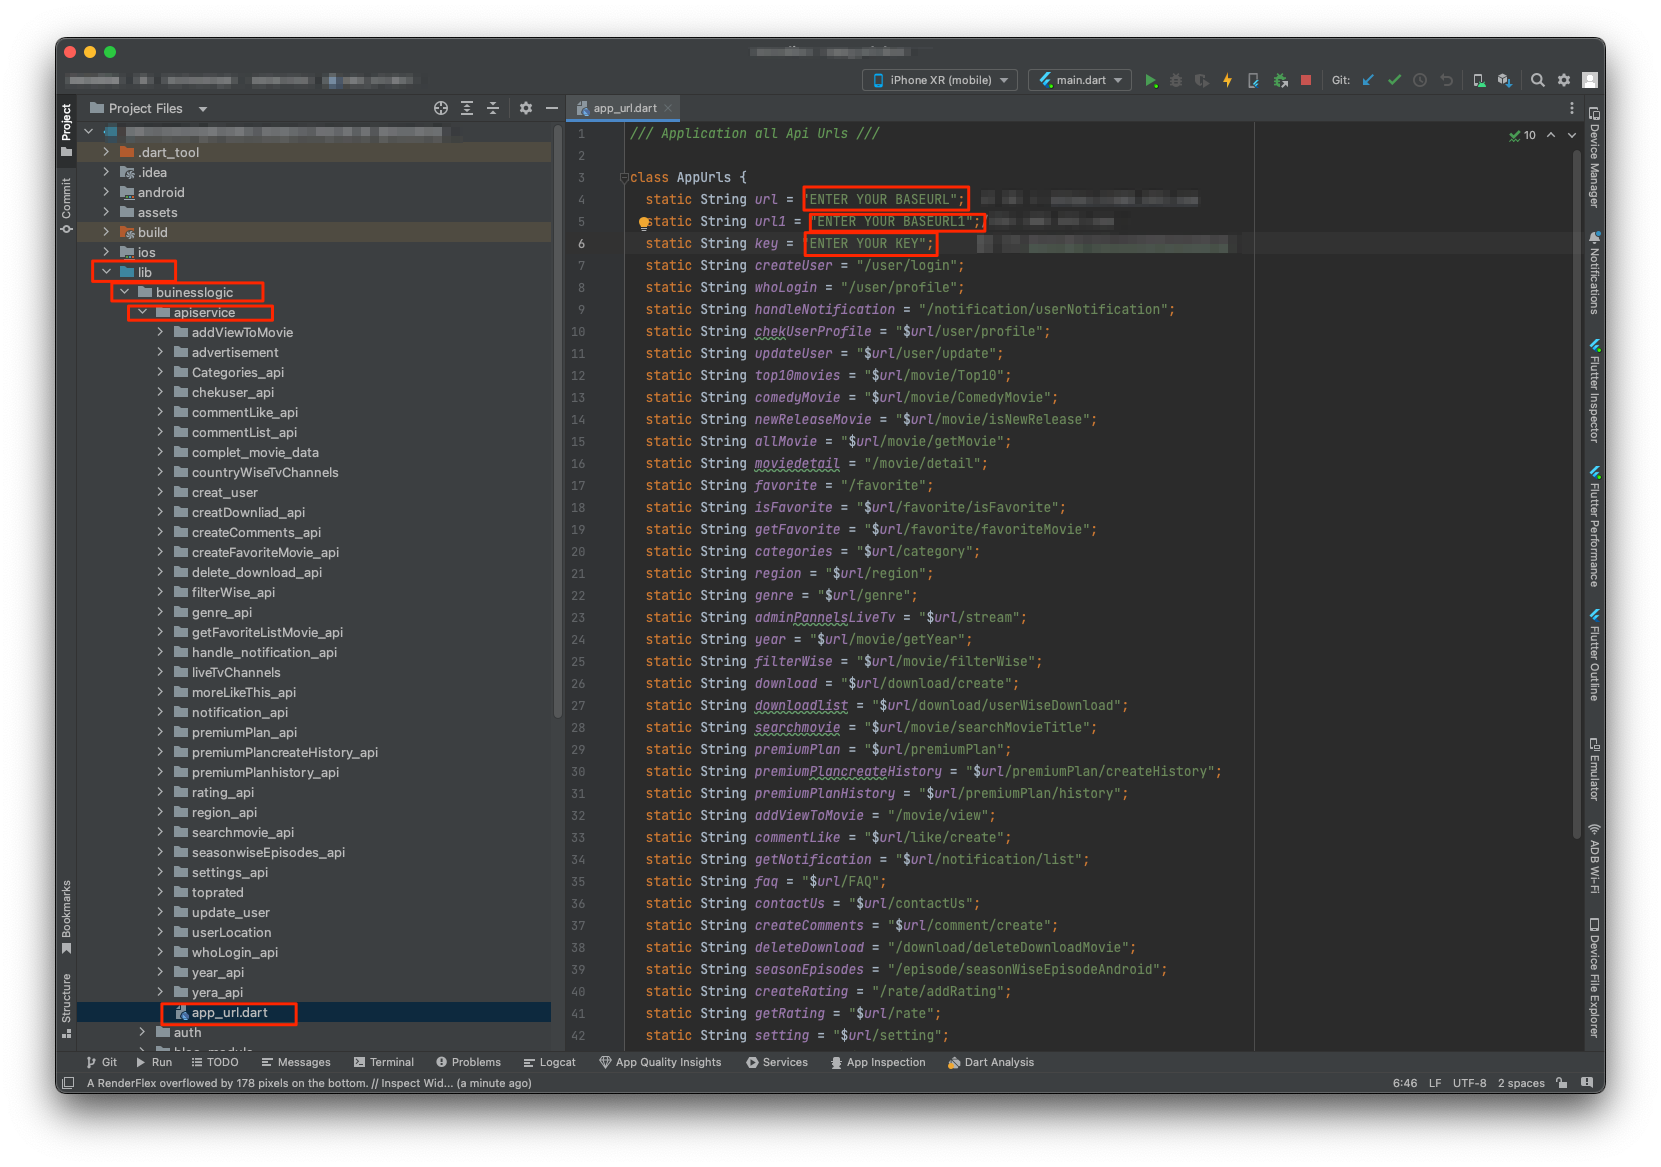 iPhone XR (mobile)
main.dart
Git:
Project
Commit
Bookmarks
Structure
Project Files
.dart_tool
.idea
android
assets
build
ios
lib
buinesslogic
apiservice
addViewToMovie
advertisement
Categories_api
chekuser_api
commentLike_api
commentList_api
complet_movie_data
countryWiseTvChannels
creat_user
creatDownliad_api
createComments_api
createFavoriteMovie_api
delete_download_api
filterWise_api
genre_api
getFavoriteListMovie_api
handle_notification_api
liveTvChannels
moreLikeThis_api
notification_api
premiumPlan_api
premiumPlancreateHistory_api
premiumPlanhistory_api
rating_api
region_api
searchmovie_api
seasonwiseEpisodes_api
settings_api
toprated
update_user
userLocation
whoLogin_api
year_api
yera_api
app_url.dart
auth
app_url.dart
10
1 /// Application all Api Urls ///
2
3 class AppUrls {
4 static String url = "ENTER YOUR BASEURL";
5 static String url1 = "ENTER YOUR BASEURL1";
6 static String key = "ENTER YOUR KEY";
7 static String createUser = "/user/login";
8 static String whoLogin = "/user/profile";
9 static String handleNotification = "/notification/userNotification";
10 static String chekUserProfile = "$url/user/profile";
11 static String updateUser = "$url/user/update";
12 static String top10movies = "$url/movie/Top10";
13 static String comedyMovie = "$url/movie/ComedyMovie";
14 static String newReleaseMovie = "$url/movie/isNewRelease";
15 static String allMovie = "$url/movie/getMovie";
16 static String moviedetail = "/movie/detail";
17 static String favorite = "/favorite";
18 static String isFavorite = "$url/favorite/isFavorite";
19 static String getFavorite = "$url/favorite/favoriteMovie";
20 static String categories = "$url/category";
21 static String region = "$url/region";
22 static String genre = "$url/genre";
23 static String adminPannelsLiveTv = "$url/stream";
24 static String year = "$url/movie/getYear";
25 static String filterWise = "$url/movie/filterWise";
26 static String download = "$url/download/create";
27 static String downloadlist = "$url/download/userWiseDownload";
28 static String searchmovie = "$url/movie/searchMovieTitle";
29 static String premiumPlan = "$url/premiumPlan";
30 static String premiumPlancreateHistory = "$url/premiumPlan/createHistory";
31 static String premiumPlanHistory = "$url/premiumPlan/history";
32 static String addViewToMovie = "/movie/view";
33 static String commentLike = "$url/like/create";
34 static String getNotification = "$url/notification/list";
35 static String faq = "$url/FAQ";
36 static String contactUs = "$url/contactUs";
37 static String createComments = "$url/comment/create";
38 static String deleteDownload = "/download/deleteDownloadMovie";
39 static String seasonEpisodes = "/episode/seasonWiseEpisodeAndroid";
40 static String createRating = "/rate/addRating";
41 static String getRating = "$url/rate";
42 static String setting = "$url/setting";
Device Manager
Notifications
Flutter Inspector
Flutter Performance
Flutter Outline
Emulator
ADB Wi-Fi
Device File Explorer
Git Run TODO Messages Terminal Problems Logcat App Quality Insights Services App Inspection Dart Analysis
A RenderFlex overflowed by 178 pixels on the bottom. // Inspect Wid... (a minute ago)
6:46 LF UTF-8 2 spaces